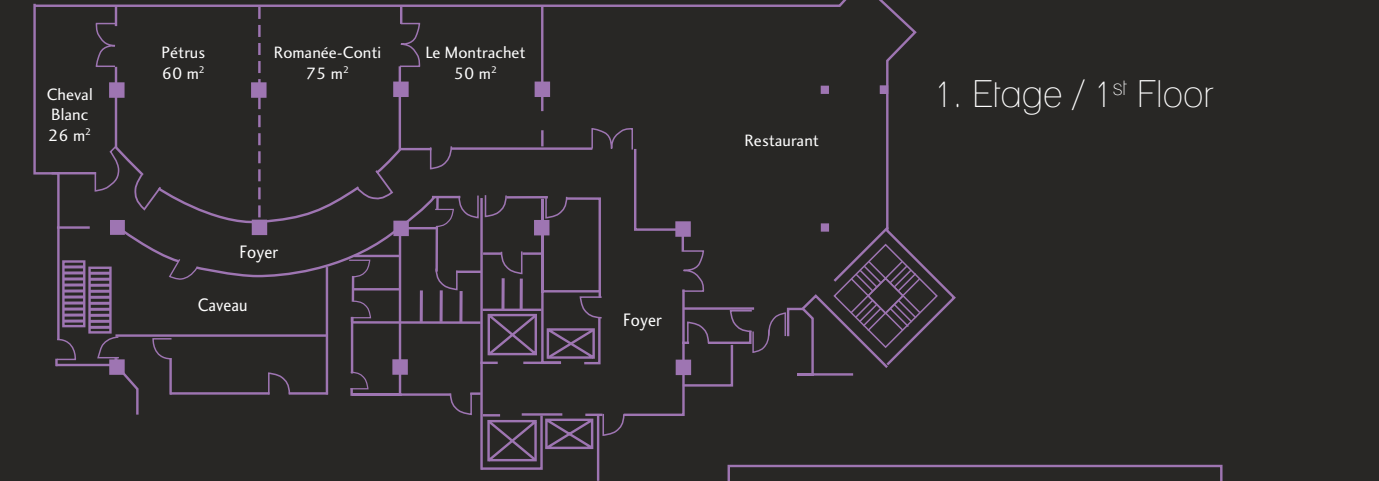 Pétrus
60 m²
Romanée-Conti
75 m²
Le Montrachet
50 m²
Cheval
Blanc
26 m²
1. Etage / 1st Floor
Restaurant
Foyer
Caveau
Foyer